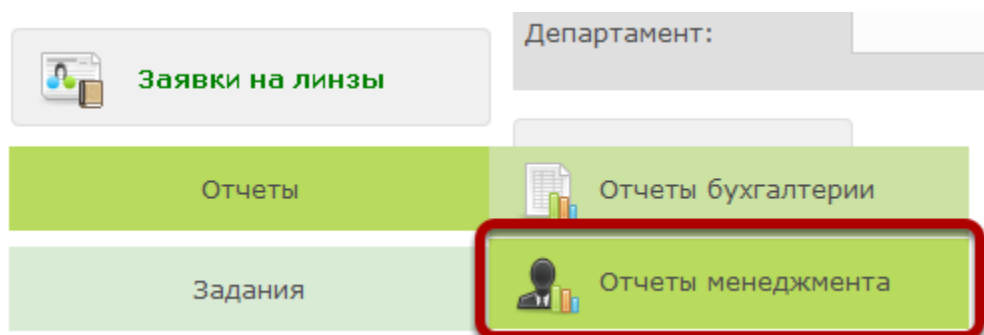 Департамент:
Заявки на линзы
Отчеты
Отчеты бухгалтерии
Задания
Отчеты менеджмента